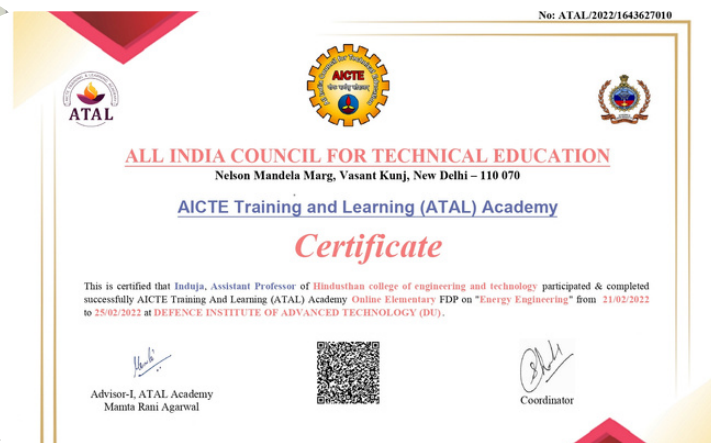 No: ATAL/2022/1643627010
AICTE
ATAL
ALL INDIA COUNCIL FOR TECHNICAL EDUCATION
Nelson Mandela Marg, Vasant Kunj, New Delhi – 110 070
AICTE Training and Learning (ATAL) Academy
Certificate
This is certified that Induja, Assistant Professor of Hindusthan college of engineering and technology participated & completed
successfully AICTE Training And Learning (ATAL) Academy Online Elementary FDP on "Energy Engineering" from 21/02/2022
to 25/02/2022 at DEFENCE INSTITUTE OF ADVANCED TECHNOLOGY (DU).
Advisor-I, ATAL Academy
Mamta Rani Agarwal
Coordinator